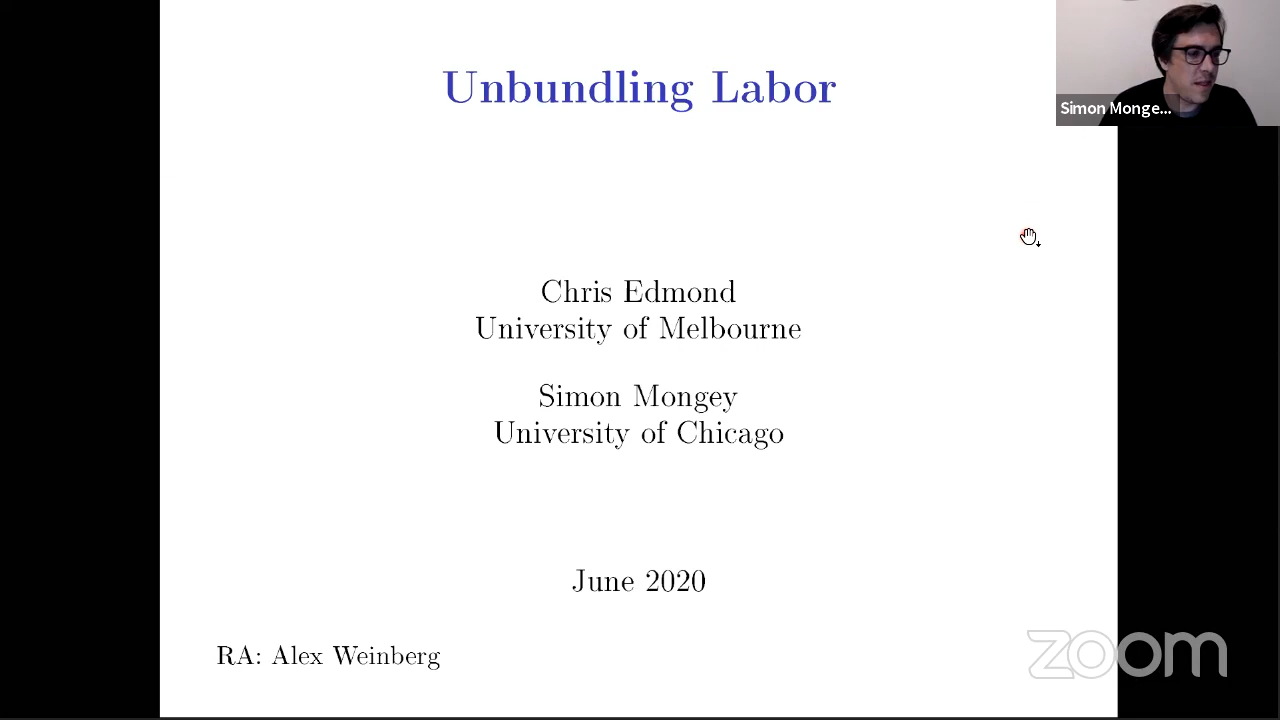 Unbundling Labor
Simon Monge...
Chris Edmond
University of Melbourne
Simon Mongey
University of Chicago
June 2020
RA: Alex Weinberg
zoom